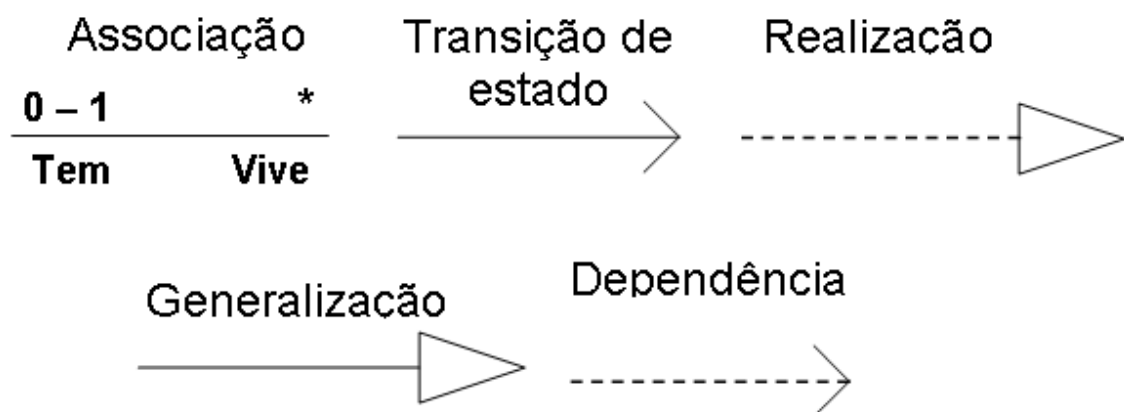 Associação
0 – 1 *
Tem Vive
Transição de
estado
Realização
Generalização
Dependência